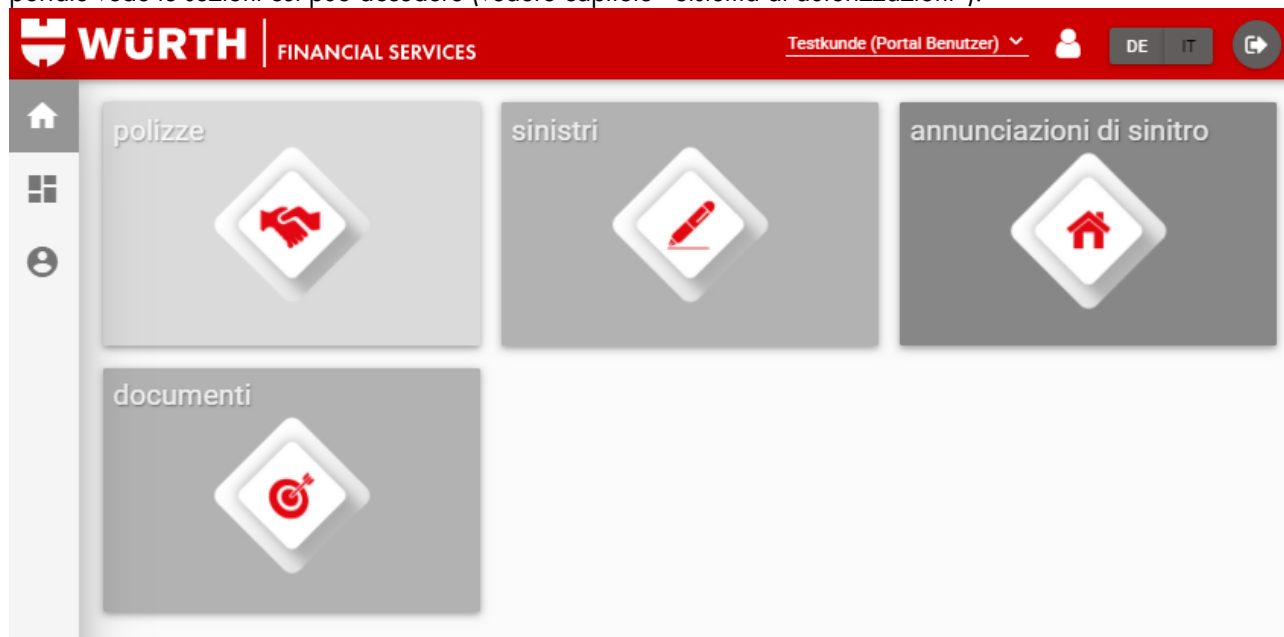 WÜRTH FINANCIAL SERVICES
Testkunde (Portal Benutzer)
DE IT
polizze
sinistri
annunciazioni di sinitro
documenti